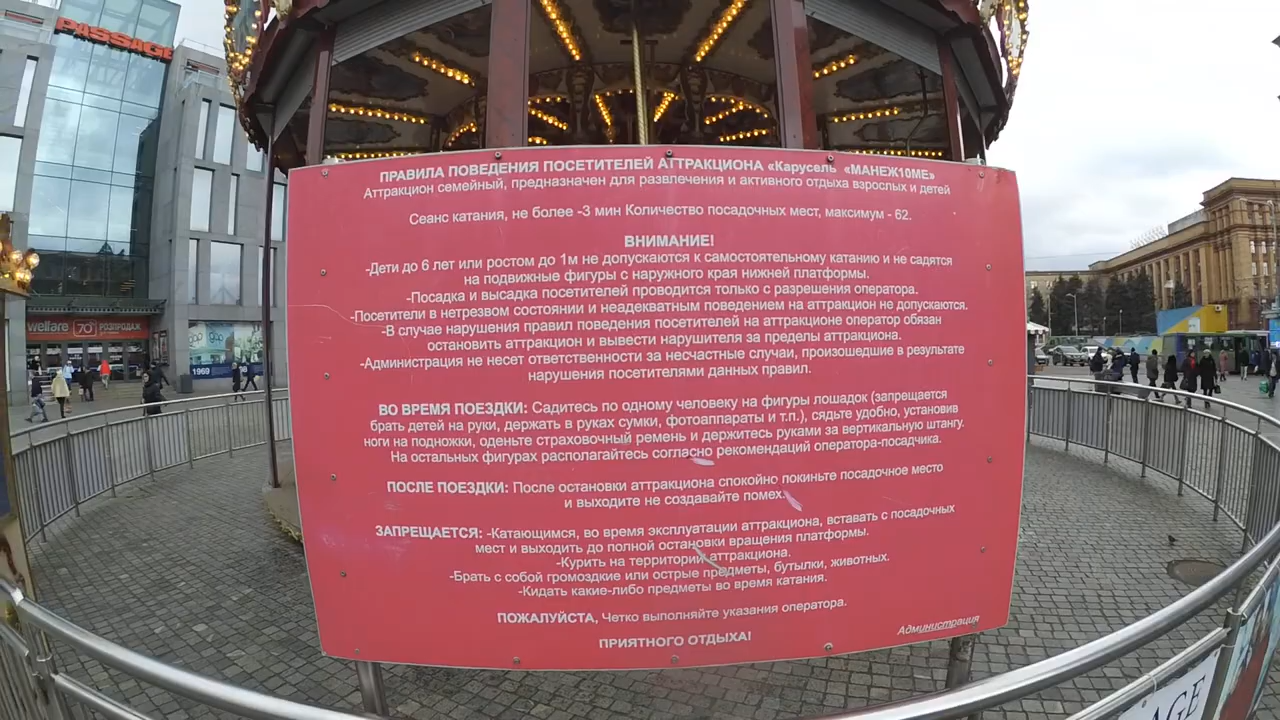 PASSAGE
ПРАВИЛА ПОВЕДЕНИЯ ПОСЕТИТЕЛЕЙ АТТРАКЦИОНА «Карусель «МАНЕЖ10МЕ»
Аттракцион семейный, предназначен для развлечения и активного отдыха взрослых и детей
Сеанс катания, не более -3 мин Количество посадочных мест, максимум - 62.
ВНИМАНИЕ!
-Дети до 6 лет или ростом до 1м не допускаються к самостоятельному катанию и не садятся
на подвижные фигуры с наружного края нижней платформы.
-Посадка и высадка посетителей проводится только с разрешения оператора.
-Посетители в нетрезвом состоянии и неадекватным поведением на аттракцион не допускаются.
-В случае нарушения правил поведения посетителей на аттракционе оператор обязан
остановить аттракцион и вывести нарушителя за пределы аттракциона.
-Администрация не несет ответственности за несчастные случаи, произошедшие в результате
нарушения посетителями данных правил.
ВО ВРЕМЯ ПОЕЗДКИ: Садитесь по одному человеку на фигуры лошадок (запрещается
брать детей на руки, держать в руках сумки, фотоаппараты и т.п.), сядьте удобно, установив
ноги на подножки, оденьте страховочный ремень и держитесь руками за вертикальную штангу.
На остальных фигурах располагайтесь согласно рекомендаций оператора-посадчика.
ПОСЛЕ ПОЕЗДКИ: После остановки аттракциона спокойно покиньте посадочное место
и выходите не создавайте помех.
ЗАПРЕЩАЕТСЯ: -Катающимся, во время эксплуатации аттракциона, вставать с посадочных
мест и выходить до полной остановки вращения платформы.
-Курить на территории аттракциона.
-Брать с собой громоздкие или острые предметы, бутылки, животных.
-Кидать какие-либо предметы во время катания.
ПОЖАЛУЙСТА, Четко выполняйте указания оператора.
Администрация
ПРИЯТНОГО ОТДЫХА!
welfare 70% РОЗПРОДАЖ
1969
AGE